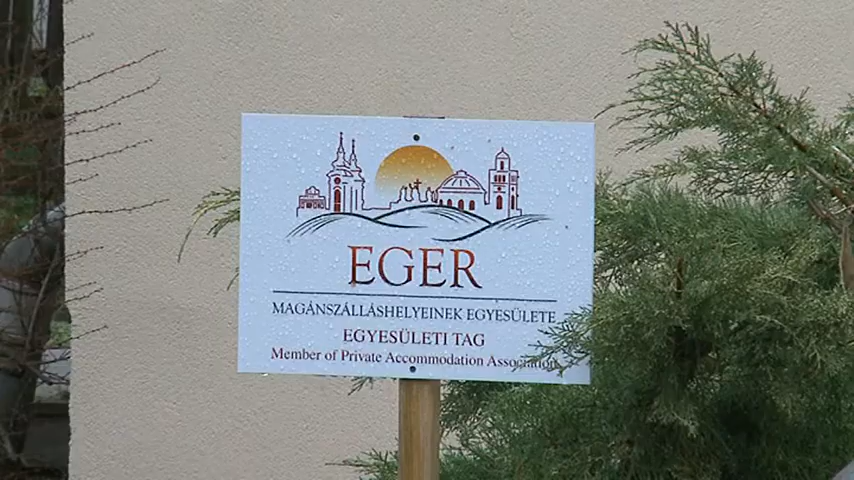 EGER
MAGÁNSZÁLLÁSHELYEINEK EGYESÜLETE
EGYESÜLETI TAG
Member of Private Accommodation Association